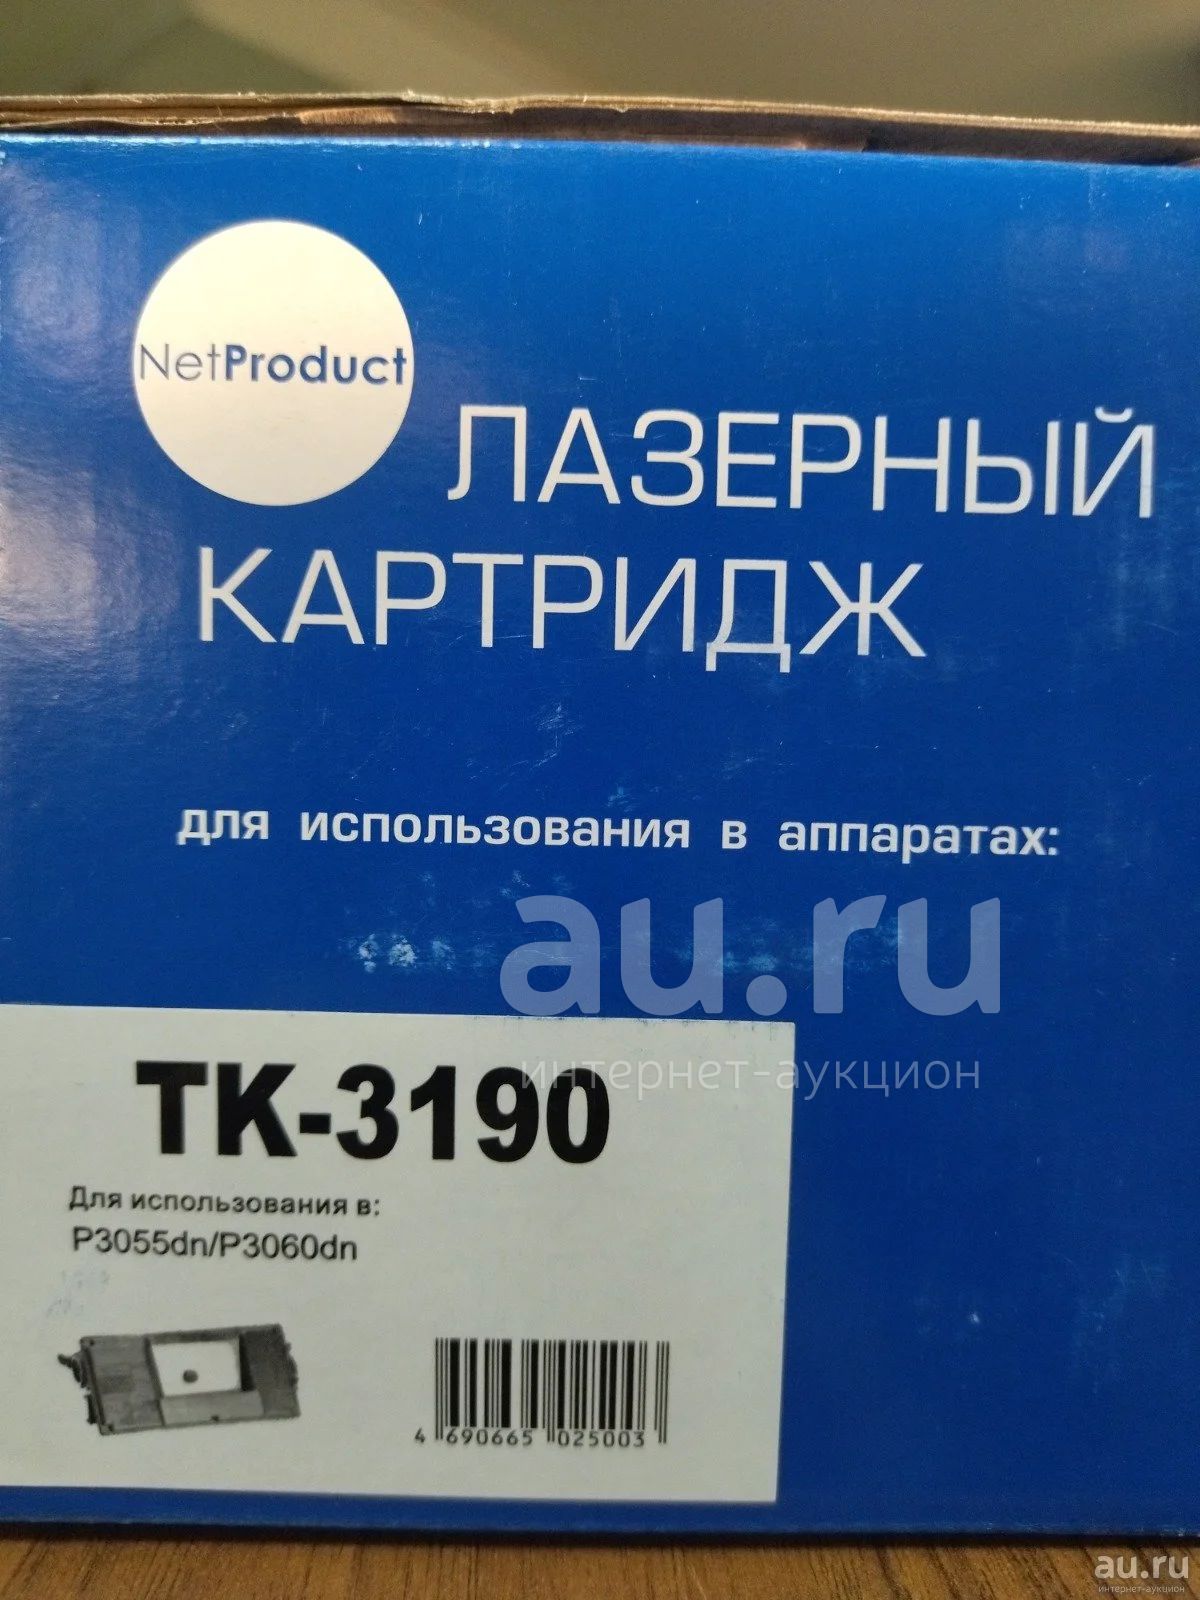 NetProduct
ЛАЗЕРНЫЙ
КАРТРИДЖ
для использования в аппаратах:
au.ru
интернет-аукцион
TK-3190
Для использования в:
P3055dn/P3060dn
4 690665 025003
au.ru
интернет-аукцион